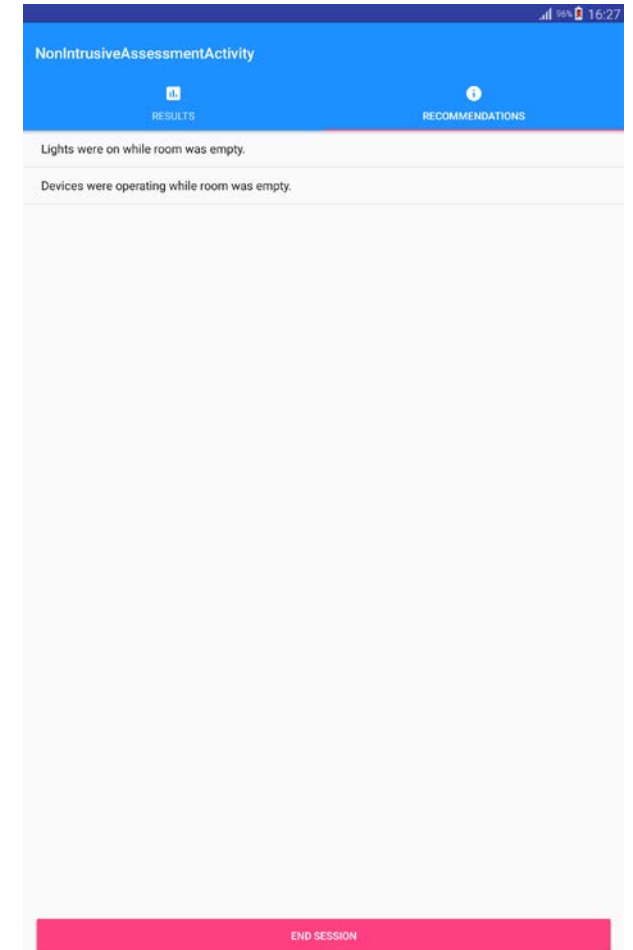 96% 16:27
NonIntrusiveAssessmentActivity
RESULTS
RECOMMENDATIONS
Lights were on while room was empty.
Devices were operating while room was empty.
END SESSION